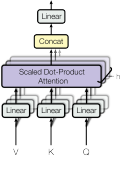 Linear
Concat
Scaled Dot-Product
Attention
h
Linear Linear Linear
V K Q